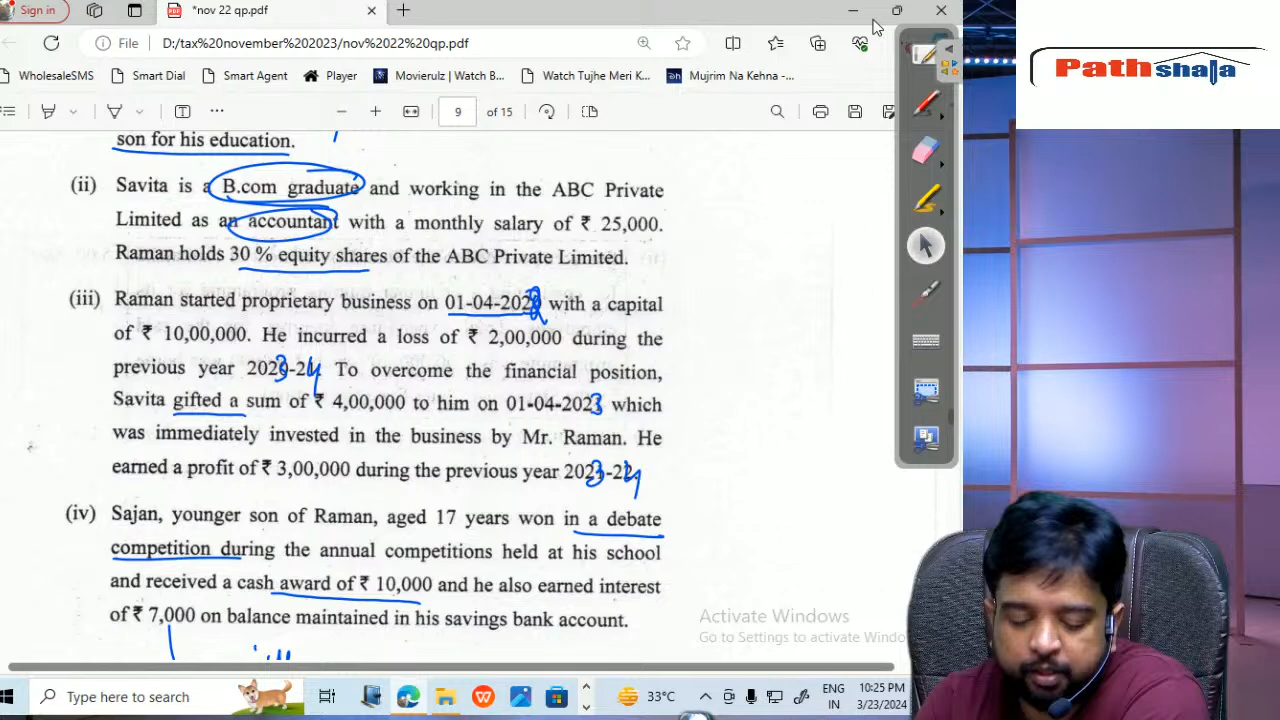 Sign in
*nov 22 qp.pdf
File
D:/tax%20november%20%2023/nov%2022%20qp.pdf
WholesaleSMS
Smart Dial
Smart Agent
Player
Movierulz | Watch B...
Watch Tujhe Meri K...
Mujrim Na Kehna -...
9 of 15
Pathshala
son for his education.
(ii) Savita is a B.com graduate and working in the ABC Private
Limited as an accountant with a monthly salary of ₹ 25,000.
Raman holds 30 % equity shares of the ABC Private Limited.
(iii) Raman started proprietary business on 01-04-2022 with a capital
of ₹ 10,00,000. He incurred a loss of ₹ 2,00,000 during the
previous year 2023-24 To overcome the financial position,
Savita gifted a sum of ₹ 4,00,000 to him on 01-04-2023 which
was immediately invested in the business by Mr. Raman. He
earned a profit of ₹ 3,00,000 during the previous year 2023-24
(iv) Sajan, younger son of Raman, aged 17 years won in a debate
competition during the annual competitions held at his school
and received a cash award of ₹ 10,000 and he also earned interest
of ₹ 7,000 on balance maintained in his savings bank account.
Activate Windows
Go to Settings to activate Windo
Type here to search
33°C
ENG
IN
10:25 PM
3/23/2024